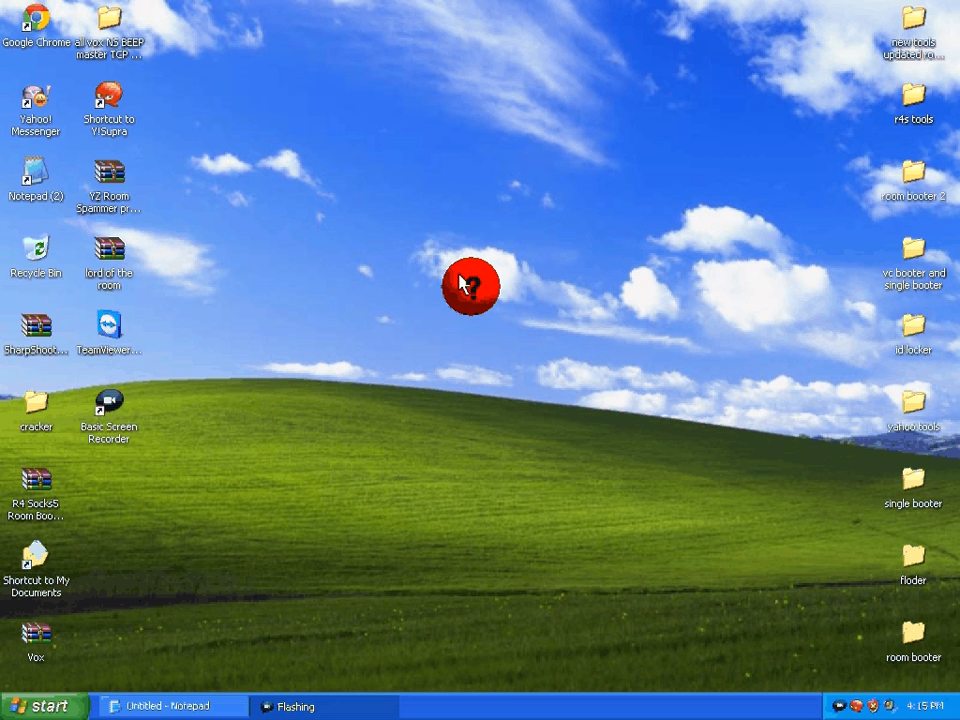 Google Chrome
all vox NS BEEP
master TCP ...
Yahoo!
Messenger
Shortcut to
Y!Supra
Notepad (2)
YZ Room
Spammer pr...
Recycle Bin
lord of the
room
SharpShoot...
TeamViewer...
cracker
Basic Screen
Recorder
R4 Socks5
Room Boo...
Shortcut to My
Documents
Vox
?
new tools
updated ro...
r4s tools
room booter 2
vc booter and
single booter
id locker
yahoo tools
single booter
floder
room booter
start
Untitled - Notepad
Flashing
4:15 PM